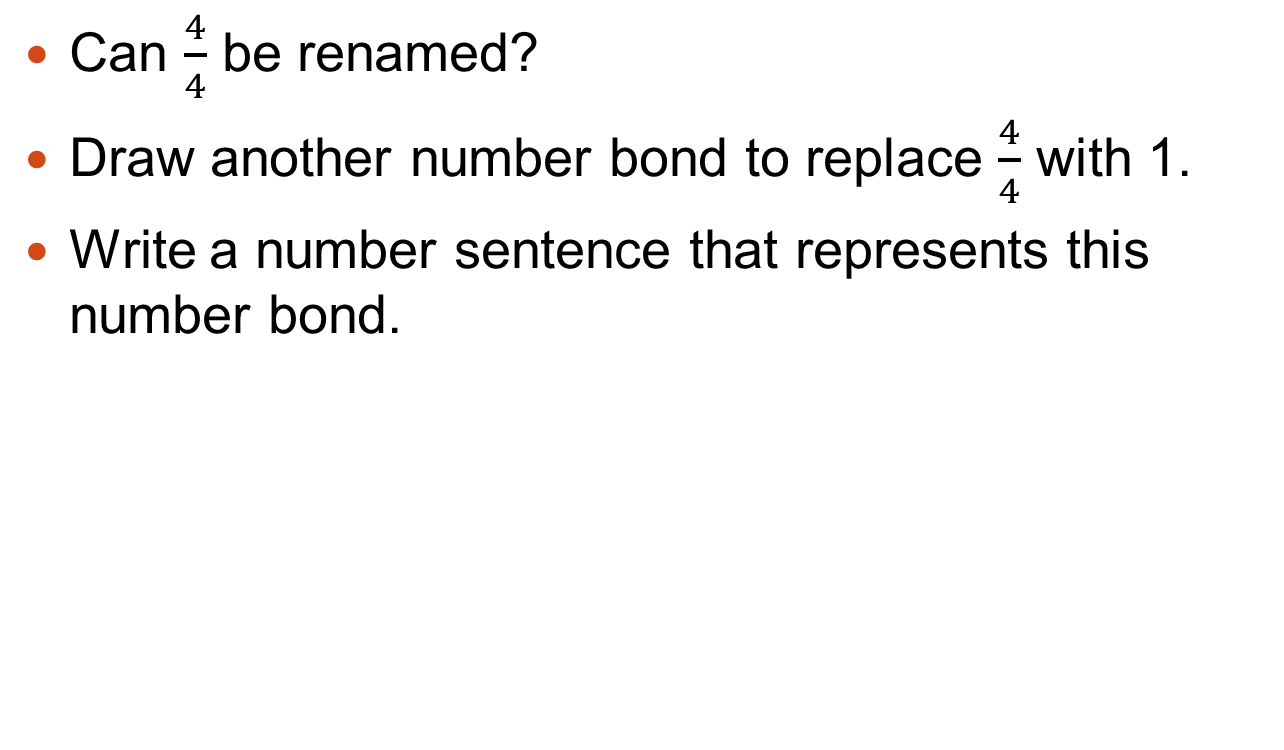 • Can 4/4 be renamed?
• Draw another number bond to replace 4/4 with 1.
• Write a number sentence that represents this
number bond.